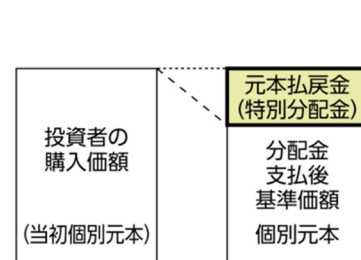 投資者の
購入価額
(当初個別元本)
元本払戻金
(特別分配金)
分配金
支払後
基準価額
個別元本